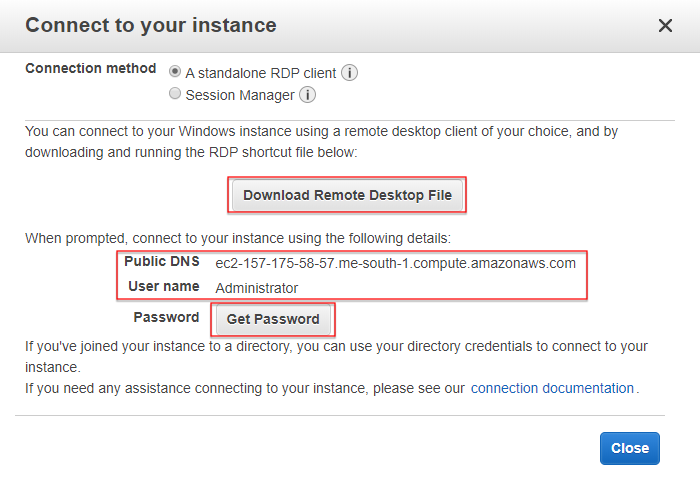 Connect to your instance
Connection method
A standalone RDP client
Session Manager
You can connect to your Windows instance using a remote desktop client of your choice, and by
downloading and running the RDP shortcut file below:
Download Remote Desktop File
When prompted, connect to your instance using the following details:
Public DNS ec2-157-175-58-57.me-south-1.compute.amazonaws.com
User name Administrator
Password Get Password
If you've joined your instance to a directory, you can use your directory credentials to connect to your
instance.
If you need any assistance connecting to your instance, please see our connection documentation.
Close